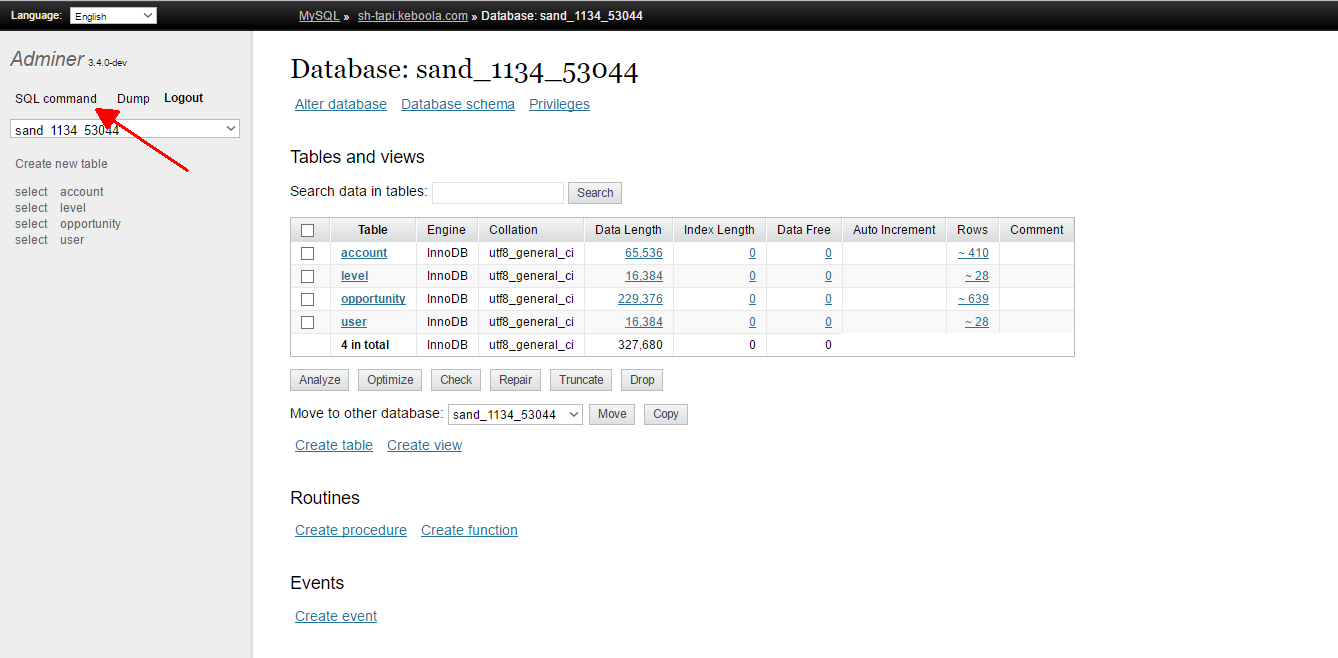 Language: English MySQL » sh-tapi.keboola.com » Database: sand_1134_53044
Adminer 3.4.0-dev
SQL command Dump Logout
sand_1134_53044
Create new table
select account
select level
select opportunity
select user
Database: sand_1134_53044
Alter database Database schema Privileges
Tables and views
Search data in tables: Search
Table Engine Collation Data Length Index Length Data Free Auto Increment Rows Comment
account InnoDB utf8_general_ci 65,536 0 0 ~ 410
level InnoDB utf8_general_ci 16,384 0 0 ~ 28
opportunity InnoDB utf8_general_ci 229,376 0 0 ~ 639
user InnoDB utf8_general_ci 16,384 0 0 ~ 28
4 in total InnoDB utf8_general_ci 327,680 0 0
Analyze Optimize Check Repair Truncate Drop
Move to other database: sand_1134_53044 Move Copy
Create table Create view
Routines
Create procedure Create function
Events
Create event